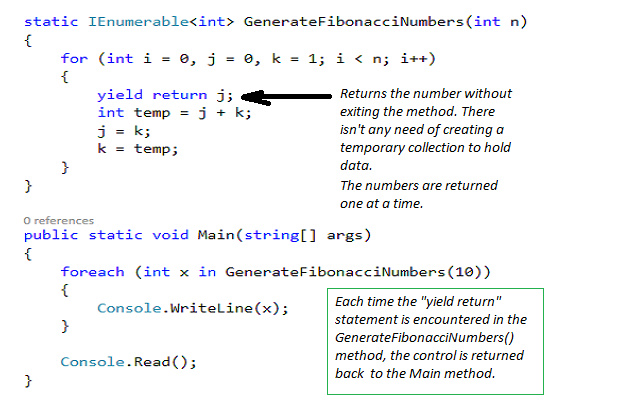 static IEnumerable<int> GenerateFibonacciNumbers(int n)
{
for (int i = 0, j = 0, k = 1; i < n; i++)
{
yield return j;
int temp = j + k;
j = k;
k = temp;
}
}
Returns the number without
exiting the method. There
isn't any need of creating a
temporary collection to hold
data.
The numbers are returned
one at a time.
0 references
public static void Main(string[] args)
{
foreach (int x in GenerateFibonacciNumbers(10))
{
Console.WriteLine(x);
}
Console.Read();
}
Each time the "yield return"
statement is encountered in the
GenerateFibonacciNumbers()
method, the control is returned
back to the Main method.